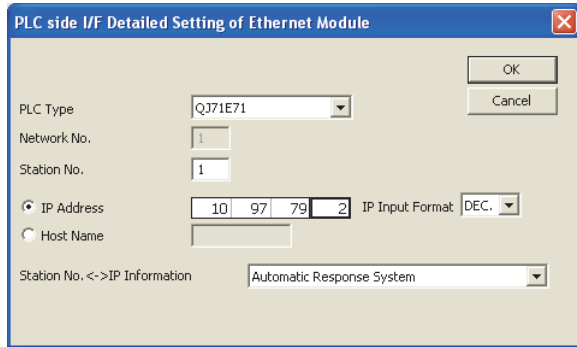 PLC side I/F Detailed Setting of Ethernet Module
OK
PLC Type QJ71E71 Cancel
Network No. 1
Station No. 1
IP Address 10 97 79 2 IP Input Format DEC.
Host Name
Station No.<->IP Information Automatic Response System